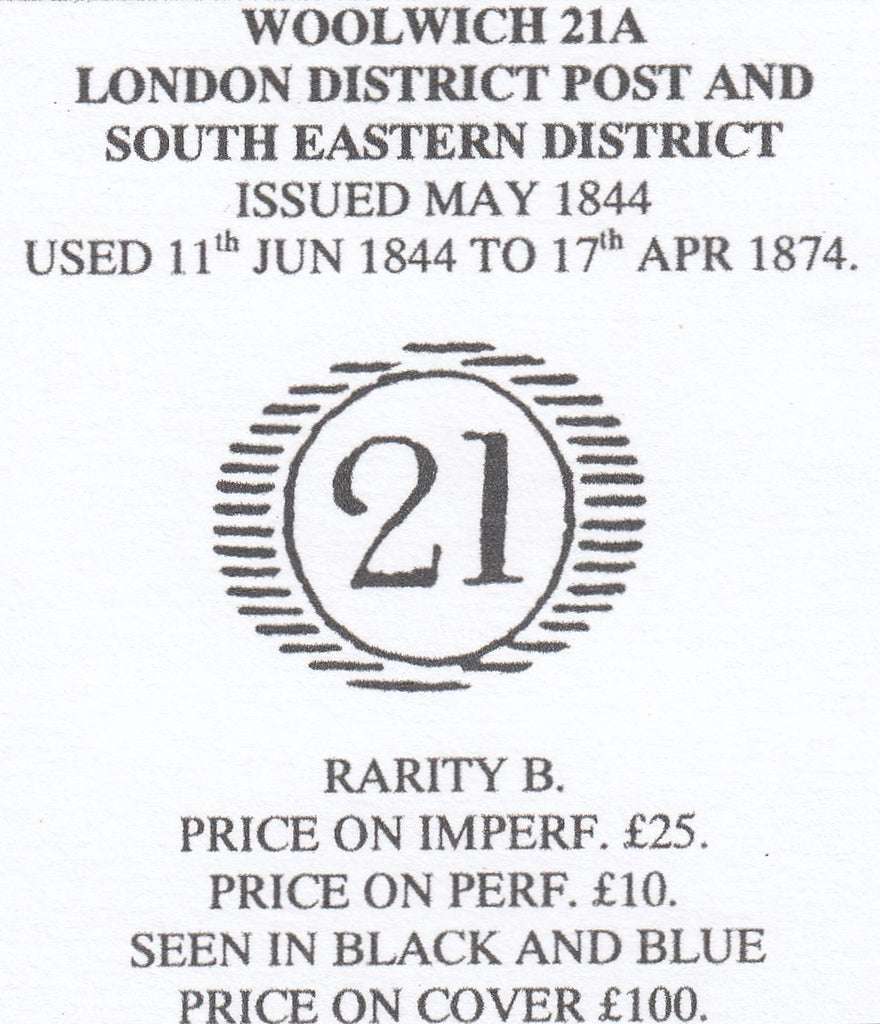 WOOLWICH 21A
LONDON DISTRICT POST AND
SOUTH EASTERN DISTRICT
ISSUED MAY 1844
USED 11th JUN 1844 TO 17th APR 1874.
21
RARITY B.
PRICE ON IMPERF. £25.
PRICE ON PERF. £10.
SEEN IN BLACK AND BLUE
PRICE ON COVER £100.